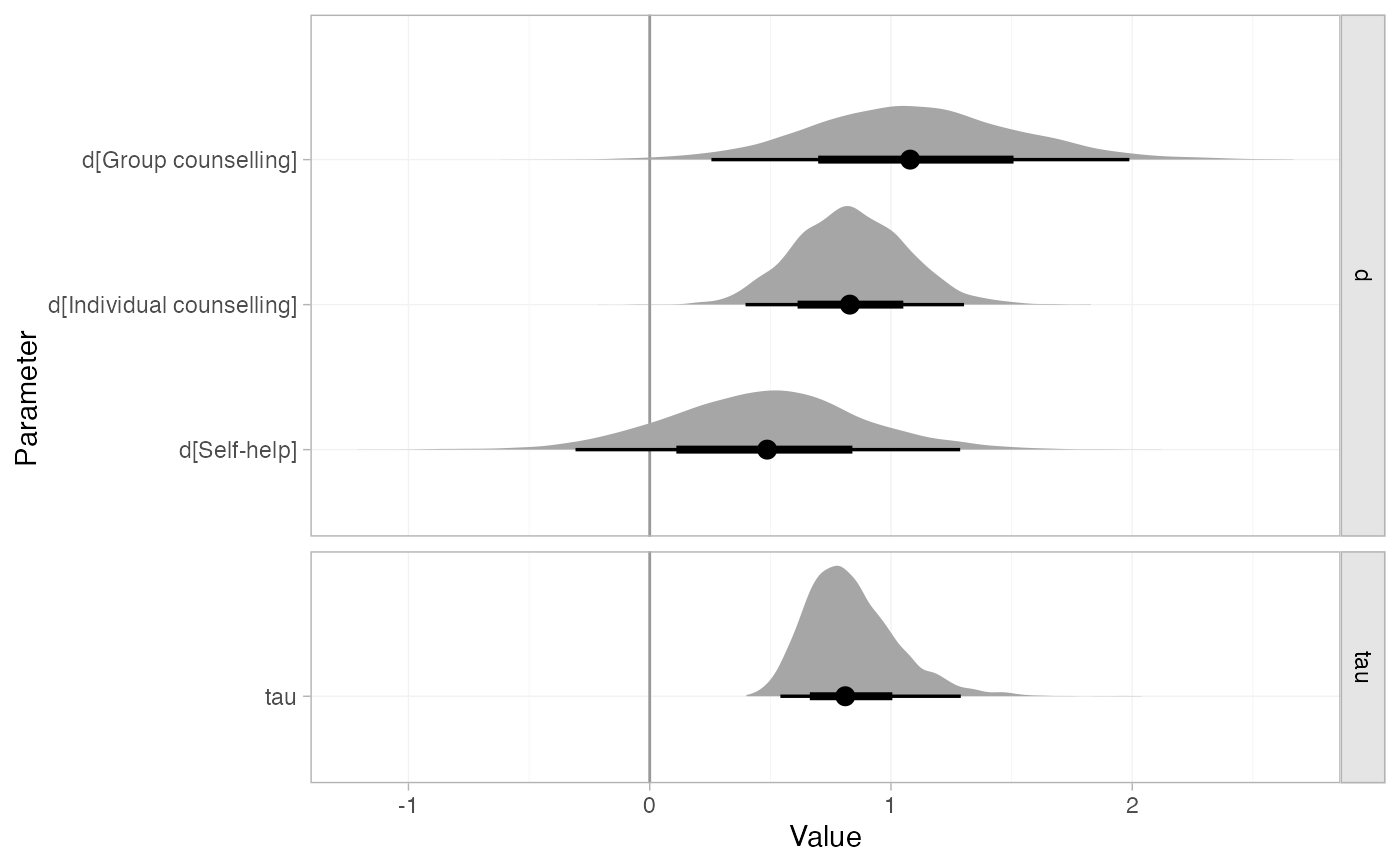 d[Group counselling]
d[Individual counselling]
d[Self-help]
d
Parameter
tau
tau
-1
0
1
2
Value